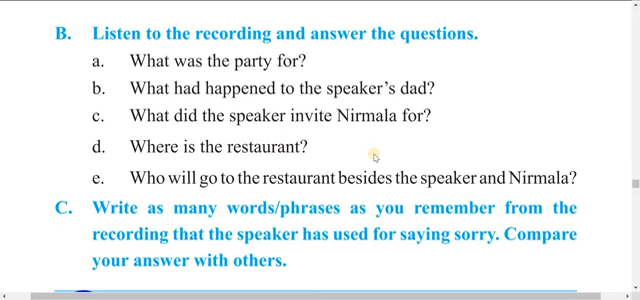 B. Listen to the recording and answer the questions.
a. What was the party for?
b. What had happened to the speaker's dad?
c. What did the speaker invite Nirmala for?
d. Where is the restaurant?
e. Who will go to the restaurant besides the speaker and Nirmala?
C. Write as many words/phrases as you remember from the
recording that the speaker has used for saying sorry. Compare
your answer with others.